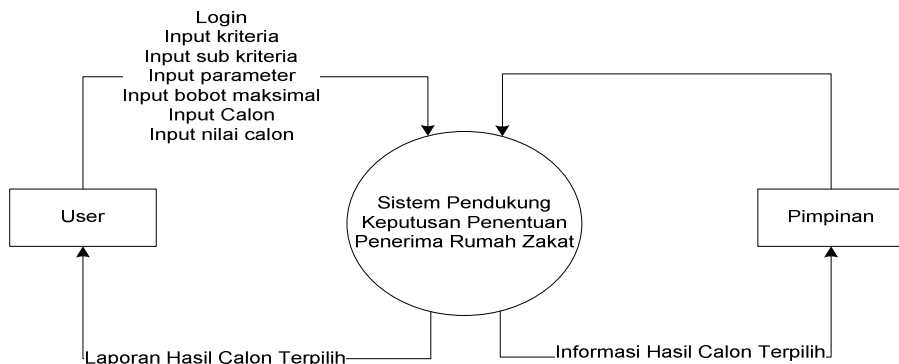 Login
Input kriteria
Input sub kriteria
Input parameter
Input bobot maksimal
Input Calon
Input nilai calon
User
Sistem Pendukung
Keputusan Penentuan
Penerima Rumah Zakat
Pimpinan
Laporan Hasil Calon Terpilih
Informasi Hasil Calon Terpilih